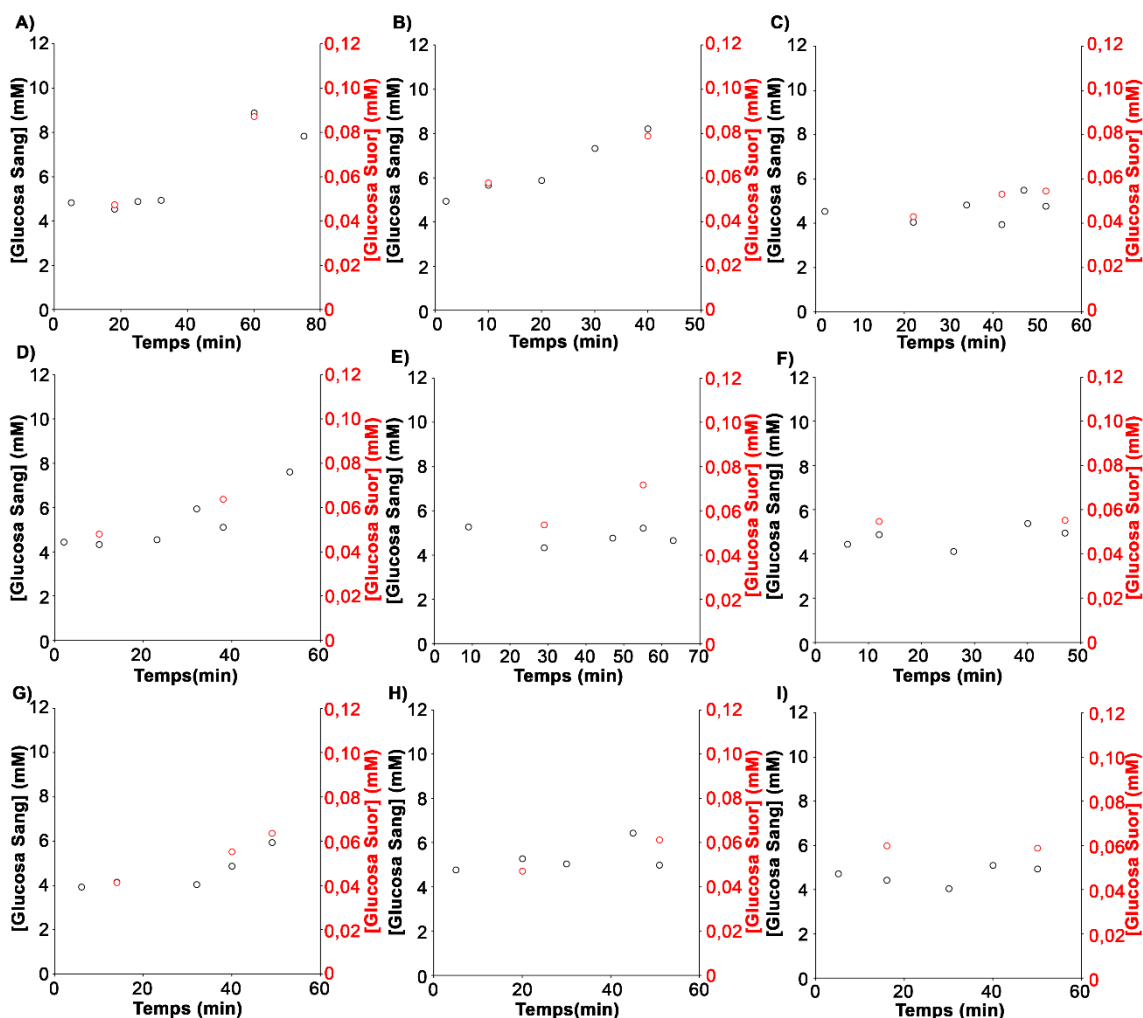 A)
[Glucosa Sang] (mM)
12
10
8
6
4
2
0
0 20 40 60 80
Temps (min)
0,12
0,10
0,08
0,06
0,04
0,02
0
[Glucosa Suor] (mM)
B)
[Glucosa Sang] (mM)
12
10
8
6
4
2
0
0 10 20 30 40 50
Temps (min)
0,12
0,10
0,08
0,06
0,04
0,02
0
[Glucosa Suor] (mM)
C)
[Glucosa Sang] (mM)
12
10
8
6
4
2
0
0 10 20 30 40 50 60
Temps (min)
0,12
0,10
0,08
0,06
0,04
0,02
0
[Glucosa Suor] (mM)
D)
[Glucosa Sang] (mM)
12
10
8
6
4
2
0
0 20 40 60
Temps(min)
0,12
0,10
0,08
0,06
0,04
0,02
0
[Glucosa Suor] (mM)
E)
[Glucosa Sang] (mM)
12
10
8
6
4
2
0
0 10 20 30 40 50 60 70
Temps (min)
0,12
0,10
0,08
0,06
0,04
0,02
0
[Glucosa Suor] (mM)
F)
[Glucosa Sang] (mM)
12
10
8
6
4
2
0
0 10 20 30 40 50
Temps (min)
0,12
0,10
0,08
0,06
0,04
0,02
0
[Glucosa Suor] (mM)
G)
[Glucosa Sang] (mM)
12
10
8
6
4
2
0
0 20 40 60
Temps (min)
0,12
0,10
0,08
0,06
0,04
0,02
0
[Glucosa Suor] (mM)
H)
[Glucosa Sang] (mM)
12
10
8
6
4
2
0
0 20 40 60
Temps(min)
0,12
0,10
0,08
0,06
0,04
0,02
0
[Glucosa Suor] (mM)
I)
[Glucosa Sang] (mM)
12
10
8
6
4
2
0
0 20 40 60
Temps (min)
0,12
0,10
0,08
0,06
0,04
0,02
0
[Glucosa Suor] (mM)